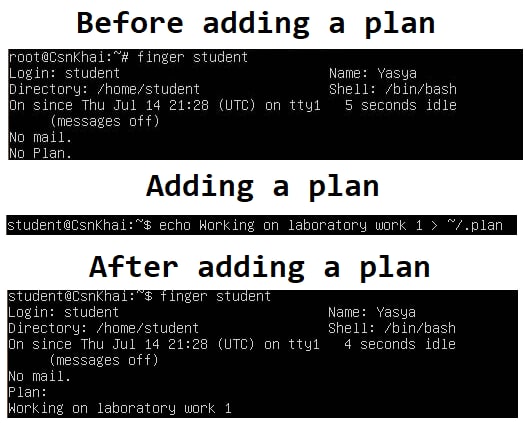 Before adding a plan
root@CsnKhai:~# finger student
Login: student Name: Yasya
Directory: /home/student Shell: /bin/bash
On since Thu Jul 14 21:28 (UTC) on tty1 5 seconds idle
(messages off)
No mail.
No Plan.
Adding a plan
student@CsnKhai:~$ echo Working on laboratory work 1 > ~/.plan
After adding a plan
student@CsnKhai:~$ finger student
Login: student Name: Yasya
Directory: /home/student Shell: /bin/bash
On since Thu Jul 14 21:28 (UTC) on tty1 4 seconds idle
(messages off)
No mail.
Plan:
Working on laboratory work 1